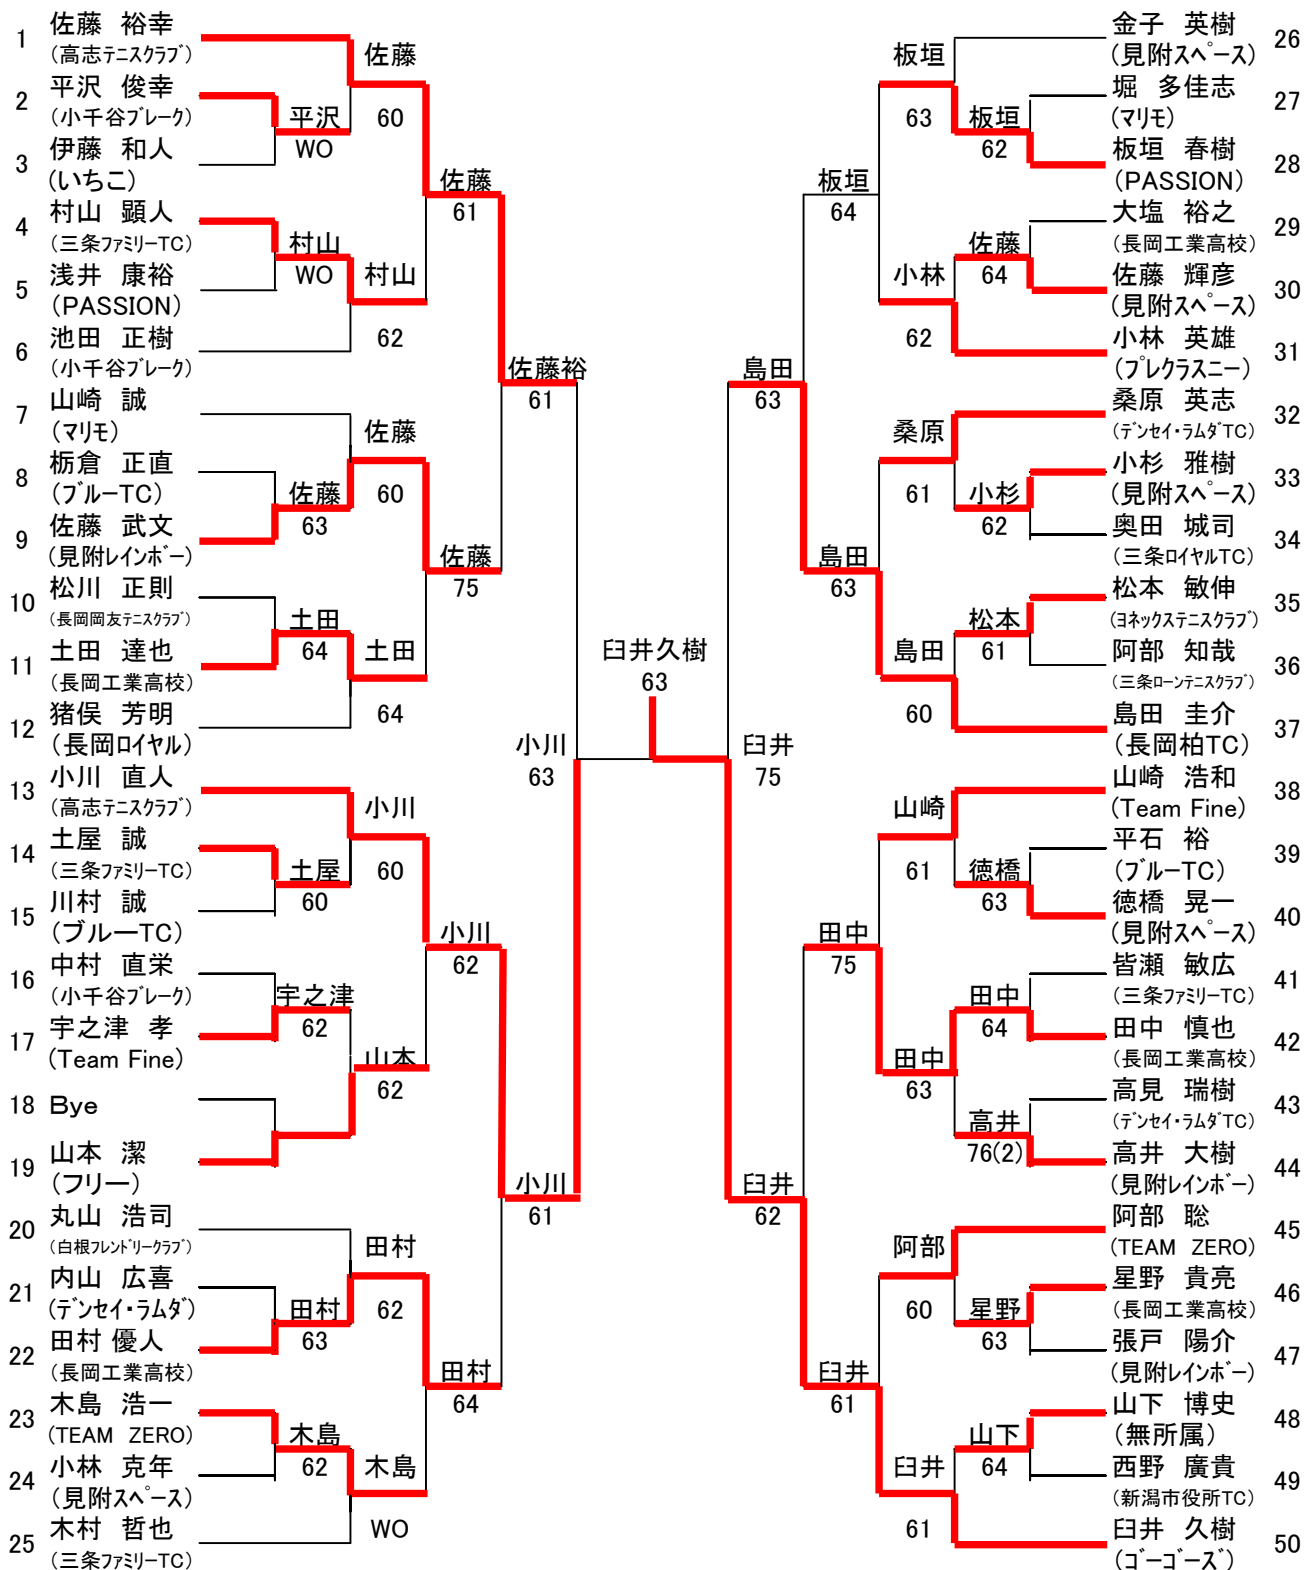 1 佐藤 裕幸
(高志テニスクラブ)
2 平沢 俊幸
(小千谷ブレーク)
3 伊藤 和人
(いちこ)
4 村山 顕人
(三条ファミリーTC)
5 浅井 康裕
(PASSION)
6 池田 正樹
(小千谷ブレーク)
7 山崎 誠
(マリモ)
8 栃倉 正直
(ブルーTC)
9 佐藤 武文
(見附レインボー)
10 松川 正則
(長岡岡友テニスクラブ)
11 土田 達也
(長岡工業高校)
12 猪俣 芳明
(長岡ロイヤル)
13 小川 直人
(高志テニスクラブ)
14 土屋 誠
(三条ファミリーTC)
15 川村 誠
(ブルーTC)
16 中村 直栄
(小千谷ブレーク)
17 宇之津 孝
(Team Fine)
18 Bye
19 山本 潔
(フリー)
20 丸山 浩司
(白根フレンドリークラブ)
21 内山 広喜
(デンセイ・ラムダ)
22 田村 優人
(長岡工業高校)
23 木島 浩一
(TEAM ZERO)
24 小林 克年
(見附スペース)
25 木村 哲也
(三条ファミリーTC)
平沢
WO
村山
WO
佐藤
63
土田
64
土屋
60
宇之津
62
田村
63
木島
62
佐藤
60
村山
62
佐藤
60
土田
64
小川
60
山本
62
田村
62
木島
WO
佐藤
61
佐藤
75
小川
62
田村
64
佐藤裕
61
小川
61
小川
63
臼井久樹
63
臼井
75
島田
63
臼井
62
板垣
64
島田
63
田中
75
臼井
61
板垣
63
小林
62
桑原
61
島田
60
山崎
61
田中
63
阿部
60
臼井
61
板垣
62
佐藤
64
小杉
62
松本
61
徳橋
63
田中
64
高井
76(2)
星野
63
山下
64
金子 英樹 26
(見附スペース)
堀 多佳志 27
(マリモ)
板垣 春樹 28
(PASSION)
大塩 裕之 29
(長岡工業高校)
佐藤 輝彦 30
(見附スペース)
小林 英雄 31
(プレクラスニー)
桑原 英志 32
(デンセイ・ラムダTC)
小杉 雅樹 33
(見附スペース)
奥田 城司 34
(三条ロイヤルTC)
松本 敏伸 35
(ヨネックステニスクラブ)
阿部 知哉 36
(三条ローンテニスクラブ)
島田 圭介 37
(長岡柏TC)
山崎 浩和 38
(Team Fine)
平石 裕 39
(ブルーTC)
徳橋 晃一 40
(見附スペース)
皆瀬 敏広 41
(三条ファミリーTC)
田中 慎也 42
(長岡工業高校)
高見 瑞樹 43
(デンセイ・ラムダTC)
高井 大樹 44
(見附レインボー)
阿部 聡 45
(TEAM ZERO)
星野 貴亮 46
(長岡工業高校)
張戸 陽介 47
(見附レインボー)
山下 博史 48
(無所属)
西野 廣貴 49
(新潟市役所TC)
臼井 久樹 50
(ゴーゴーズ)